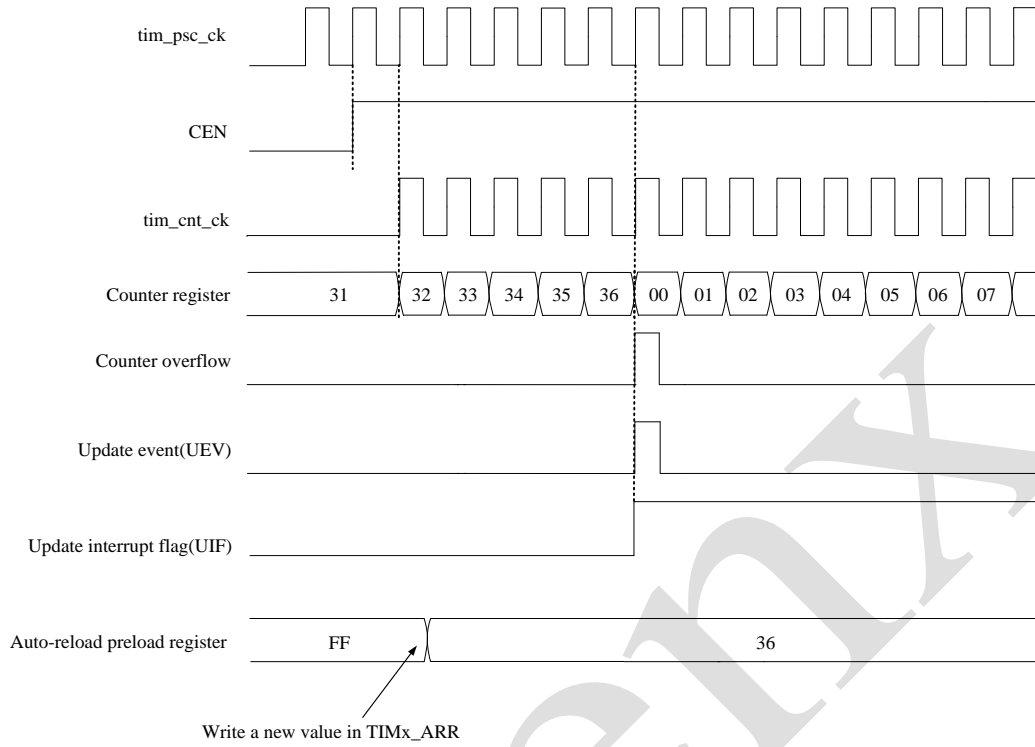 tim_psc_ck
CEN
tim_cnt_ck
Counter register 31 32 33 34 35 36 00 01 02 03 04 05 06 07
Counter overflow
Update event(UEV)
Update interrupt flag(UIF)
Auto-reload preload register FF 36
Write a new value in TIMx_ARR